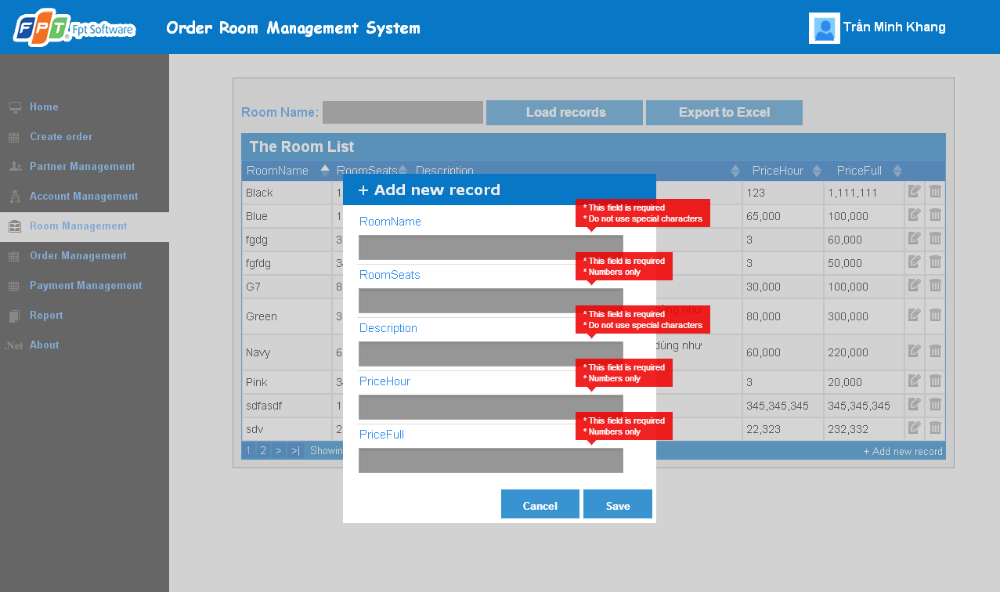 FPT Fpt Software
Order Room Management System
Trần Minh Khang
Home
Create order
Partner Management
Account Management
Room Management
Order Management
Payment Management
Report
.Net About
Room Name: Load records Export to Excel
The Room List
RoomName RoomSeats Description PriceHour PriceFull
Black 1 123 1,111,111
Blue 1 65,000 100,000
fgdg 3 3 60,000
fgfdg 34 3 50,000
G7 8 30,000 100,000
Green 3 dùng như 80,000 300,000
Navy 6 dùng như 60,000 220,000
Pink 34 3 20,000
sdfasdf 1 345,345,345 345,345,345
sdv 2 22,323 232,332
1 2 > >| + Add new record
+ Add new record
* This field is required
* Do not use special characters
RoomName
* This field is required
* Numbers only
RoomSeats
* This field is required
* Do not use special characters
Description
* This field is required
* Numbers only
PriceHour
* This field is required
* Numbers only
PriceFull
Cancel Save